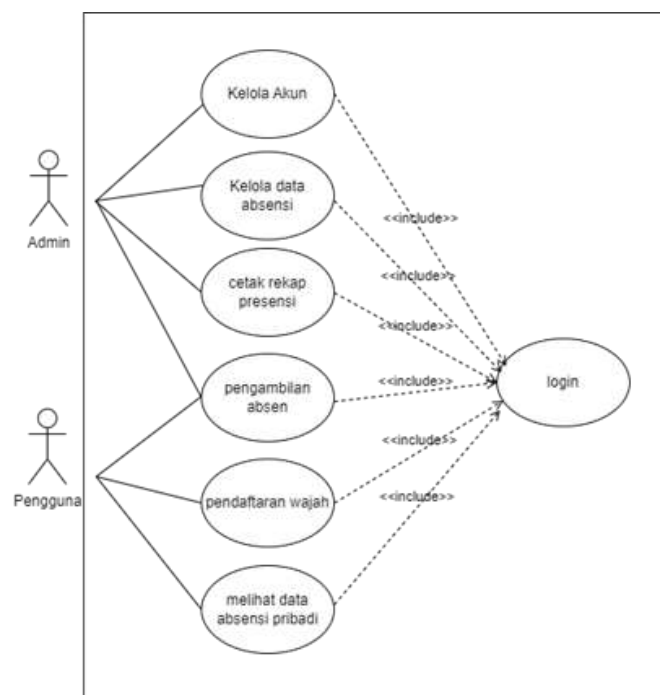 Kelola Akun
Admin
Kelola data
absensi
<<include>>
<<include>>
cetak rekap
presensi
<<include>>
pengambilan
absen
<<include>>
login
Pengguna
<<include>>
pendaftaran wajah
<<include>>
melihat data
absensi pribadi